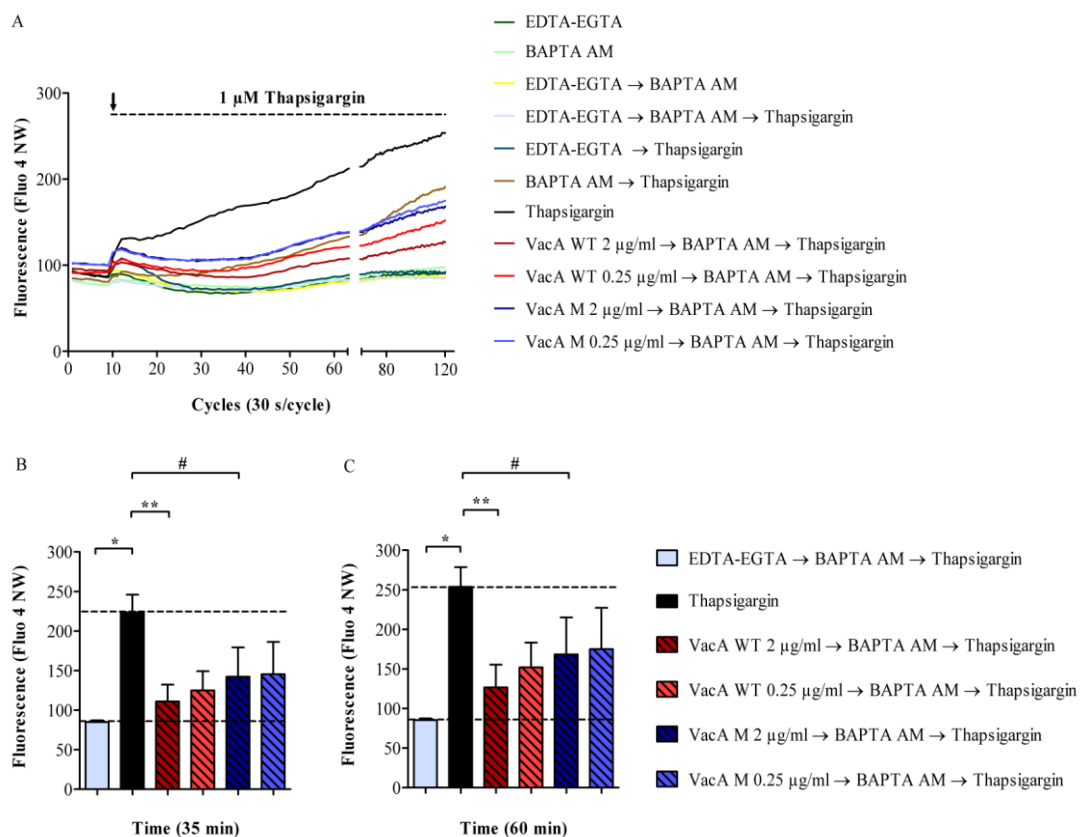 A
EDTA-EGTA
BAPTA AM
EDTA-EGTA → BAPTA AM
EDTA-EGTA → BAPTA AM → Thapsigargin
EDTA-EGTA → Thapsigargin
BAPTA AM → Thapsigargin
Thapsigargin
VacA WT 2 µg/ml → BAPTA AM → Thapsigargin
VacA WT 0.25 µg/ml → BAPTA AM → Thapsigargin
VacA M 2 µg/ml → BAPTA AM → Thapsigargin
VacA M 0.25 µg/ml → BAPTA AM → Thapsigargin
1 µM Thapsigargin
Fluorescence (Fluo 4 NW)
300
250
200
150
100
50
0
0 10 20 30 40 50 60 80 120
Cycles (30 s/cycle)
B
#
**
*
Fluorescence (Fluo 4 NW)
300
250
200
150
100
50
0
Time (35 min)
C
#
**
*
Fluorescence (Fluo 4 NW)
300
250
200
150
100
50
0
Time (60 min)
EDTA-EGTA → BAPTA AM → Thapsigargin
Thapsigargin
VacA WT 2 µg/ml → BAPTA AM → Thapsigargin
VacA WT 0.25 µg/ml → BAPTA AM → Thapsigargin
VacA M 2 µg/ml → BAPTA AM → Thapsigargin
VacA M 0.25 µg/ml → BAPTA AM → Thapsigargin